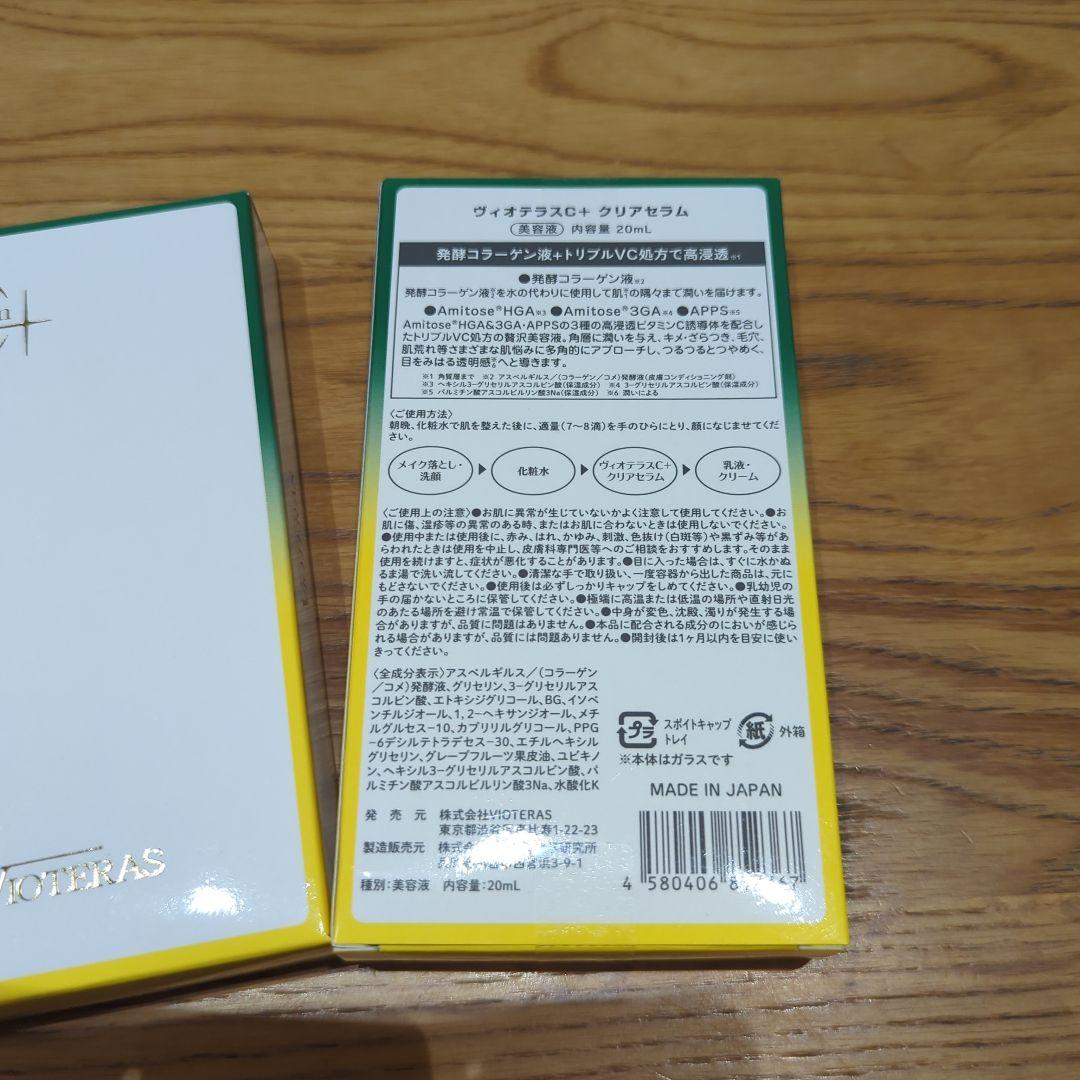 n
VIOTERAS
ヴィオテラスC+ クリアセラム
美容液 内容量 20mL
発酵コラーゲン液+トリプルVC処方で高浸透※1
●発酵コラーゲン液※2
発酵コラーゲン液※2を水の代わりに使用して肌※1の隅々まで潤いを届けます。
●Amitose®HGA※3 ●Amitose®3GA※4 ●APPS※5
Amitose®HGA&3GA・APPSの3種の高浸透ビタミンC誘導体を配合し
たトリプルVC処方の贅沢美容液。角層に潤いを与え、キメ・ざらつき、毛穴、
肌荒れ等さまざまな肌悩みに多角的にアプローチし、つるつるとつやめく、
目をみはる透明感※6へと導きます。
※1 角質層まで ※2 アスペルギルス/(コラーゲン/コメ)発酵液(皮膚コンディショニング剤)
※3 ヘキシル3-グリセリルアスコルビン酸(保湿成分) ※4 3-グリセリルアスコルビン酸(保湿成分)
※5 パルミチン酸アスコルビルリン酸3Na(保湿成分) ※6 潤いによる
〈ご使用方法〉
朝晩、化粧水で肌を整えた後に、適量(7~8滴)を手のひらにとり、顔になじませてくだ
さい。
メイク落とし・
洗顔
化粧水
ヴィオテラスC+
クリアセラム
乳液・
クリーム
〈ご使用上の注意〉●お肌に異常が生じていないかよく注意して使用してください。●お
肌に傷、湿疹等の異常のある時、またはお肌に合わないときは使用しないでください。
●使用中または使用後に、赤み、はれ、かゆみ、刺激、色抜け(白斑等)や黒ずみ等があ
らわれたときは使用を中止し、皮膚科専門医等へのご相談をおすすめします。そのまま
使用を続けますと、症状が悪化することがあります。●目に入った場合は、すぐに水かぬ
るま湯で洗い流してください。●清潔な手で取り扱い、一度容器から出した商品は、元に
もどさないでください。●使用後は必ずしっかりキャップをしめてください。●乳幼児の
手の届かないところに保管してください。●極端に高温または低温の場所や直射日光
のあたる場所を避け常温で保管してください。●中身が変色、沈殿、濁りが発生する場
合がありますが、品質に問題はありません。●本品に配合される成分のにおいが感じら
れる場合がありますが、品質には問題ありません。●開封後は1ヶ月以内を目安に使い
きってください。
〈全成分表示〉アスペルギルス/(コラーゲン
/コメ)発酵液、グリセリン、3-グリセリルアス
コルビン酸、エトキシジグリコール、BG、イソペ
ンチルジオール、1,2-ヘキサンジオール、メチ
ルグルセス-10、カプリリルグリコール、PPG
-6デシルテトラデセス-30、エチルヘキシル
グリセリン、グレープフルーツ果皮油、ユビキノ
ン、ヘキシル3-グリセリルアスコルビン酸、パ
ルミチン酸アスコルビルリン酸3Na、水酸化K
プラ
スポイトキャップ
トレイ
紙
外箱
※本体はガラスです
MADE IN JAPAN
発 売 元 株式会社VIOTERAS
東京都渋谷区恵比寿1-22-23
製造販売元 株式会 研究所
浜3-9-1
種別:美容液 内容量:20mL
4 580406 8